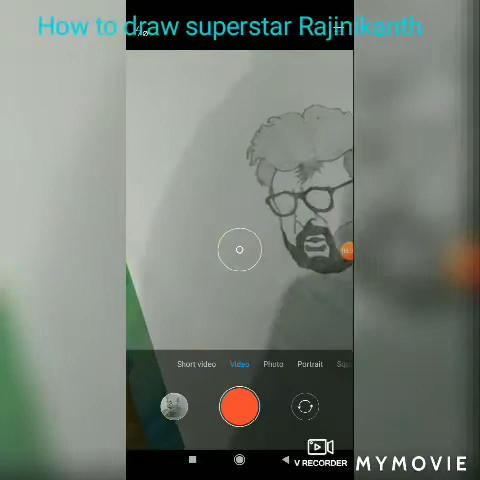 How to draw superstar Rajinikanth
Short video Video Photo Portrait
V RECORDER
MYMOVIE